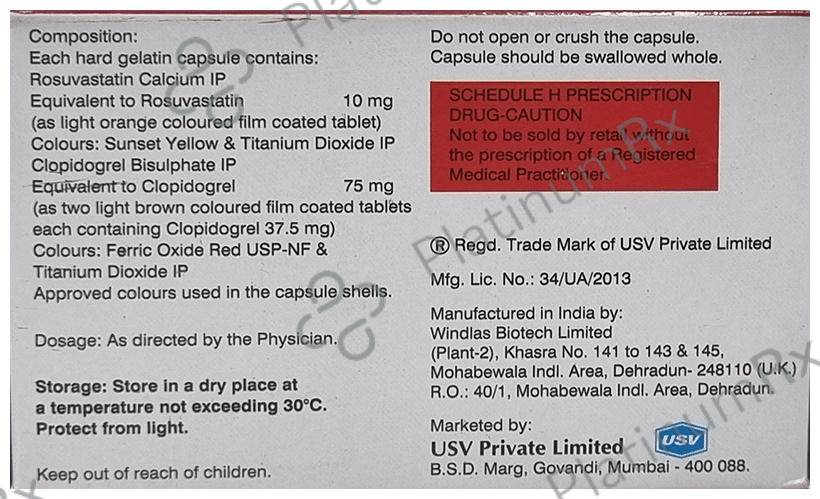 Composition:
Each hard gelatin capsule contains:
Rosuvastatin Calcium IP
Equivalent to Rosuvastatin 10 mg
(as light orange coloured film coated tablet)
Colours: Sunset Yellow & Titanium Dioxide IP
Clopidogrel Bisulphate IP
Equivalent to Clopidogrel 75 mg
(as two light brown coloured film coated tablets
each containing Clopidogrel 37.5 mg)
Colours: Ferric Oxide Red USP-NF &
Titanium Dioxide IP
Approved colours used in the capsule shells.
Dosage: As directed by the Physician.
Storage: Store in a dry place at
a temperature not exceeding 30°C.
Protect from light.
Keep out of reach of children.
Do not open or crush the capsule.
Capsule should be swallowed whole.
SCHEDULE H PRESCRIPTION
DRUG-CAUTION
Not to be sold by retail without
the prescription of a Registered
Medical Practitioner.
® Regd. Trade Mark of USV Private Limited
Mfg. Lic. No.: 34/UA/2013
Manufactured in India by:
Windlas Biotech Limited
(Plant-2), Khasra No. 141 to 143 & 145,
Mohabewala Indl. Area, Dehradun- 248110 (U.K.)
R.O.: 40/1, Mohabewala Indl. Area, Dehradun.
Marketed by:
USV Private Limited
USV
B.S.D. Marg, Govandi, Mumbai - 400 088.
PlatinumRx
PlatinumRx